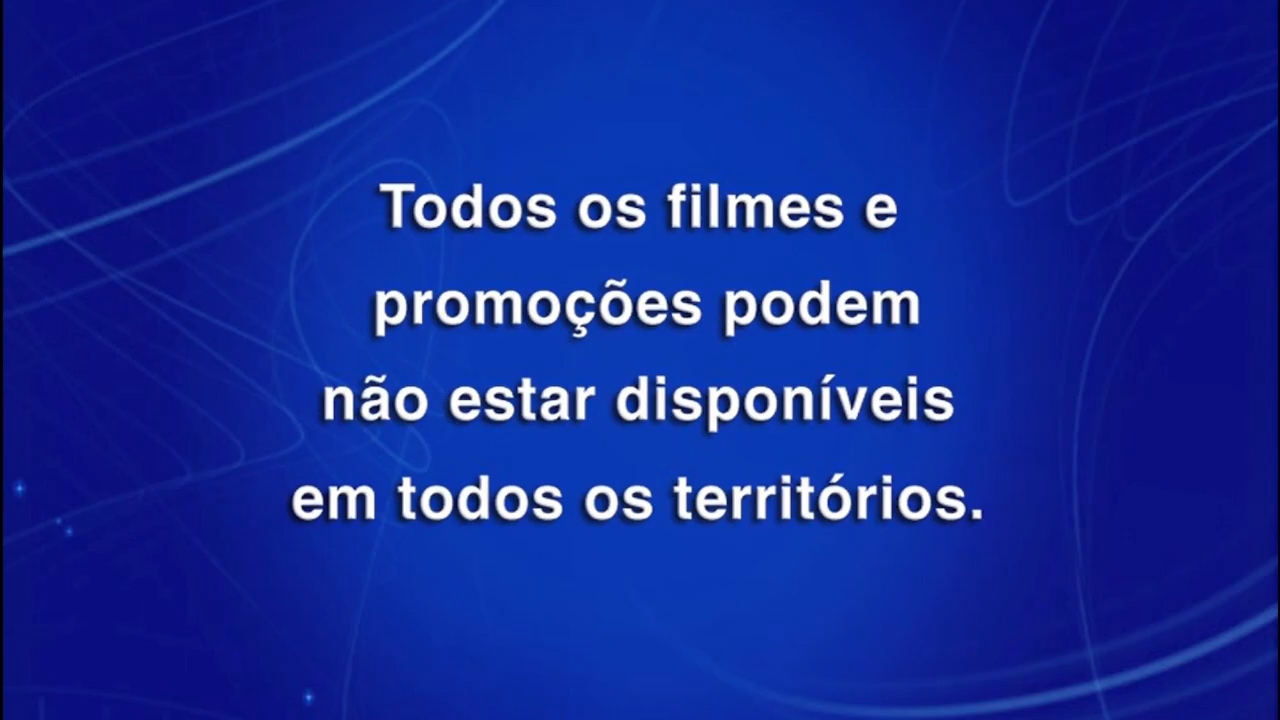 Todos os filmes e
promoções podem
não estar disponíveis
em todos os territórios.